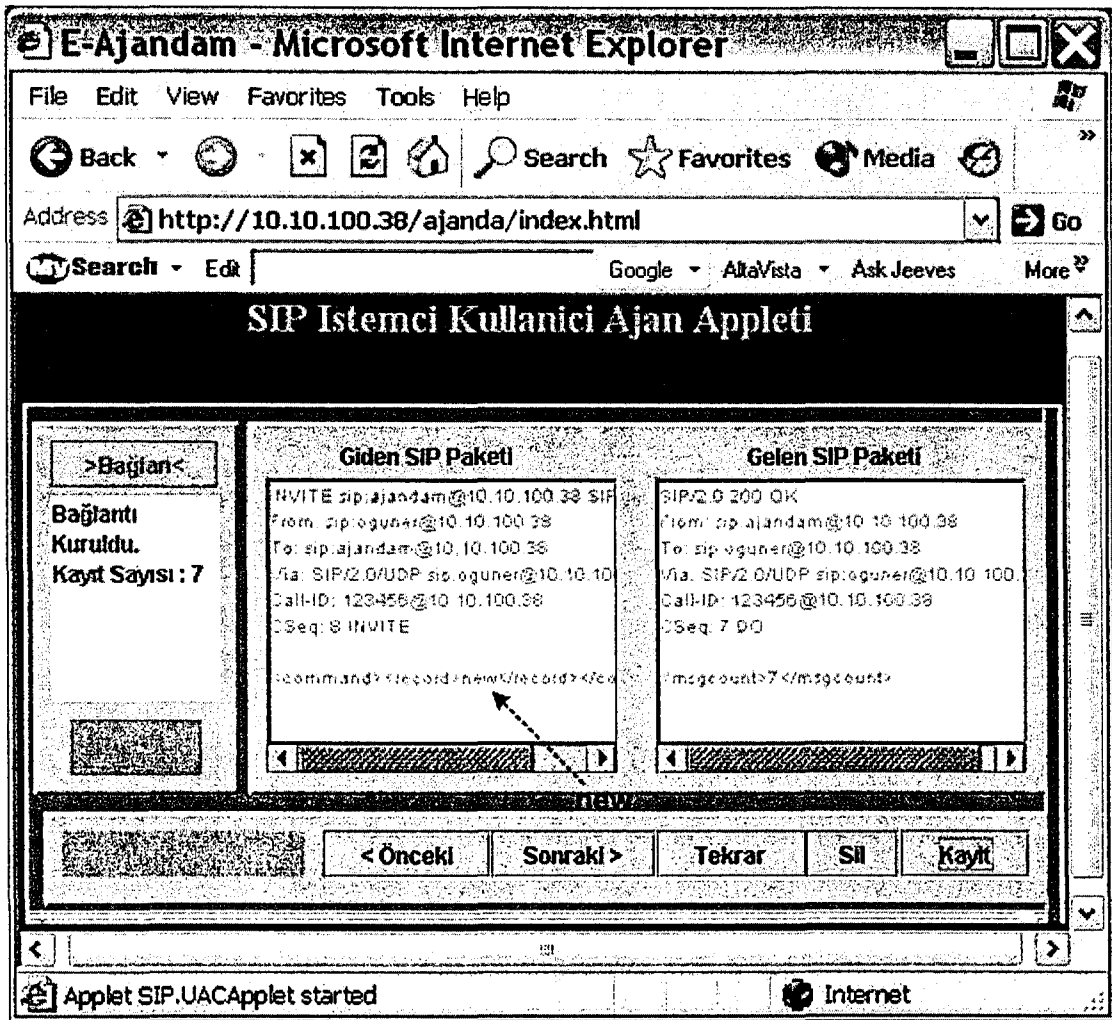 E-Ajandam - Microsoft Internet Explorer
File Edit View Favorites Tools Help
Back Search Favorites Media
Address http://10.10.100.38/ajanda/index.html Go
Search Edit Google AltaVista Ask Jeeves More
SIP Istemci Kullanici Ajan Appleti
>Bağlan<
Bağlantı
Kuruldu.
Kayıt Sayısı : 7
Giden SIP Paketi
INVITE sip:ajandam@10.10.100.38 SIP
From: sip:oguner@10.10.100.38
To: sip:ajandam@10.10.100.38
Via: SIP/2.0/UDP sip:oguner@10.10.10
Call-ID: 123456@10.10.100.38
CSeq: 8 INVITE
<command><record>new</record></co
Gelen SIP Paketi
SIP/2.0 200 OK
From: sip:ajandam@10.10.100.38
To: sip:oguner@10.10.100.38
Via: SIP/2.0/UDP sip:oguner@10.10.100.
Call-ID: 123456@10.10.100.38
CSeq: 7 DO
<msgcount>7</msgcount>
new
< Önceki Sonraki > Tekrar Sil Kayit
Applet SIP.UACApplet started Internet